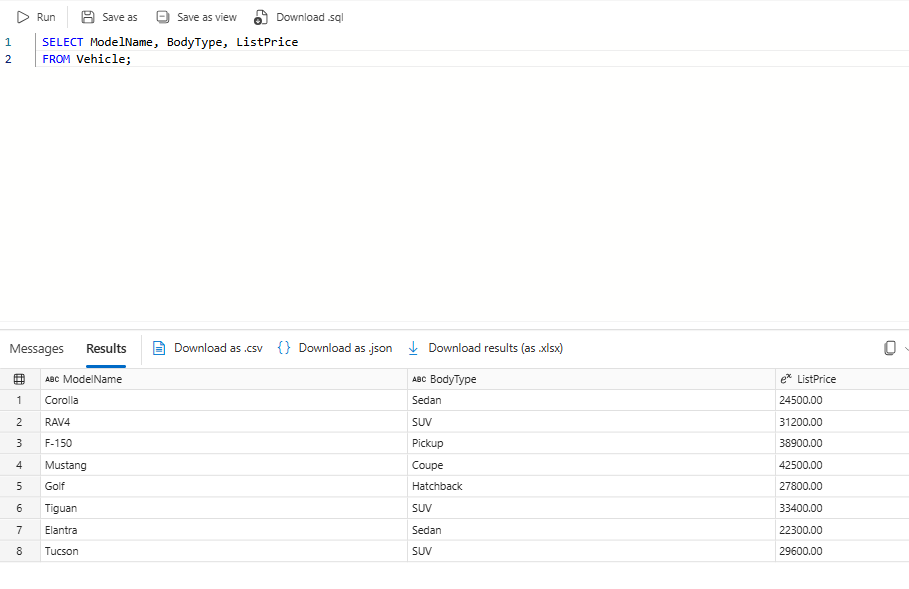 Run Save as Save as view Download .sql
1 SELECT ModelName, BodyType, ListPrice
2 FROM Vehicle;
Messages Results Download as .csv {} Download as .json Download results (as .xlsx)
ABC ModelName ABC BodyType eˣ ListPrice
1 Corolla Sedan 24500.00
2 RAV4 SUV 31200.00
3 F-150 Pickup 38900.00
4 Mustang Coupe 42500.00
5 Golf Hatchback 27800.00
6 Tiguan SUV 33400.00
7 Elantra Sedan 22300.00
8 Tucson SUV 29600.00